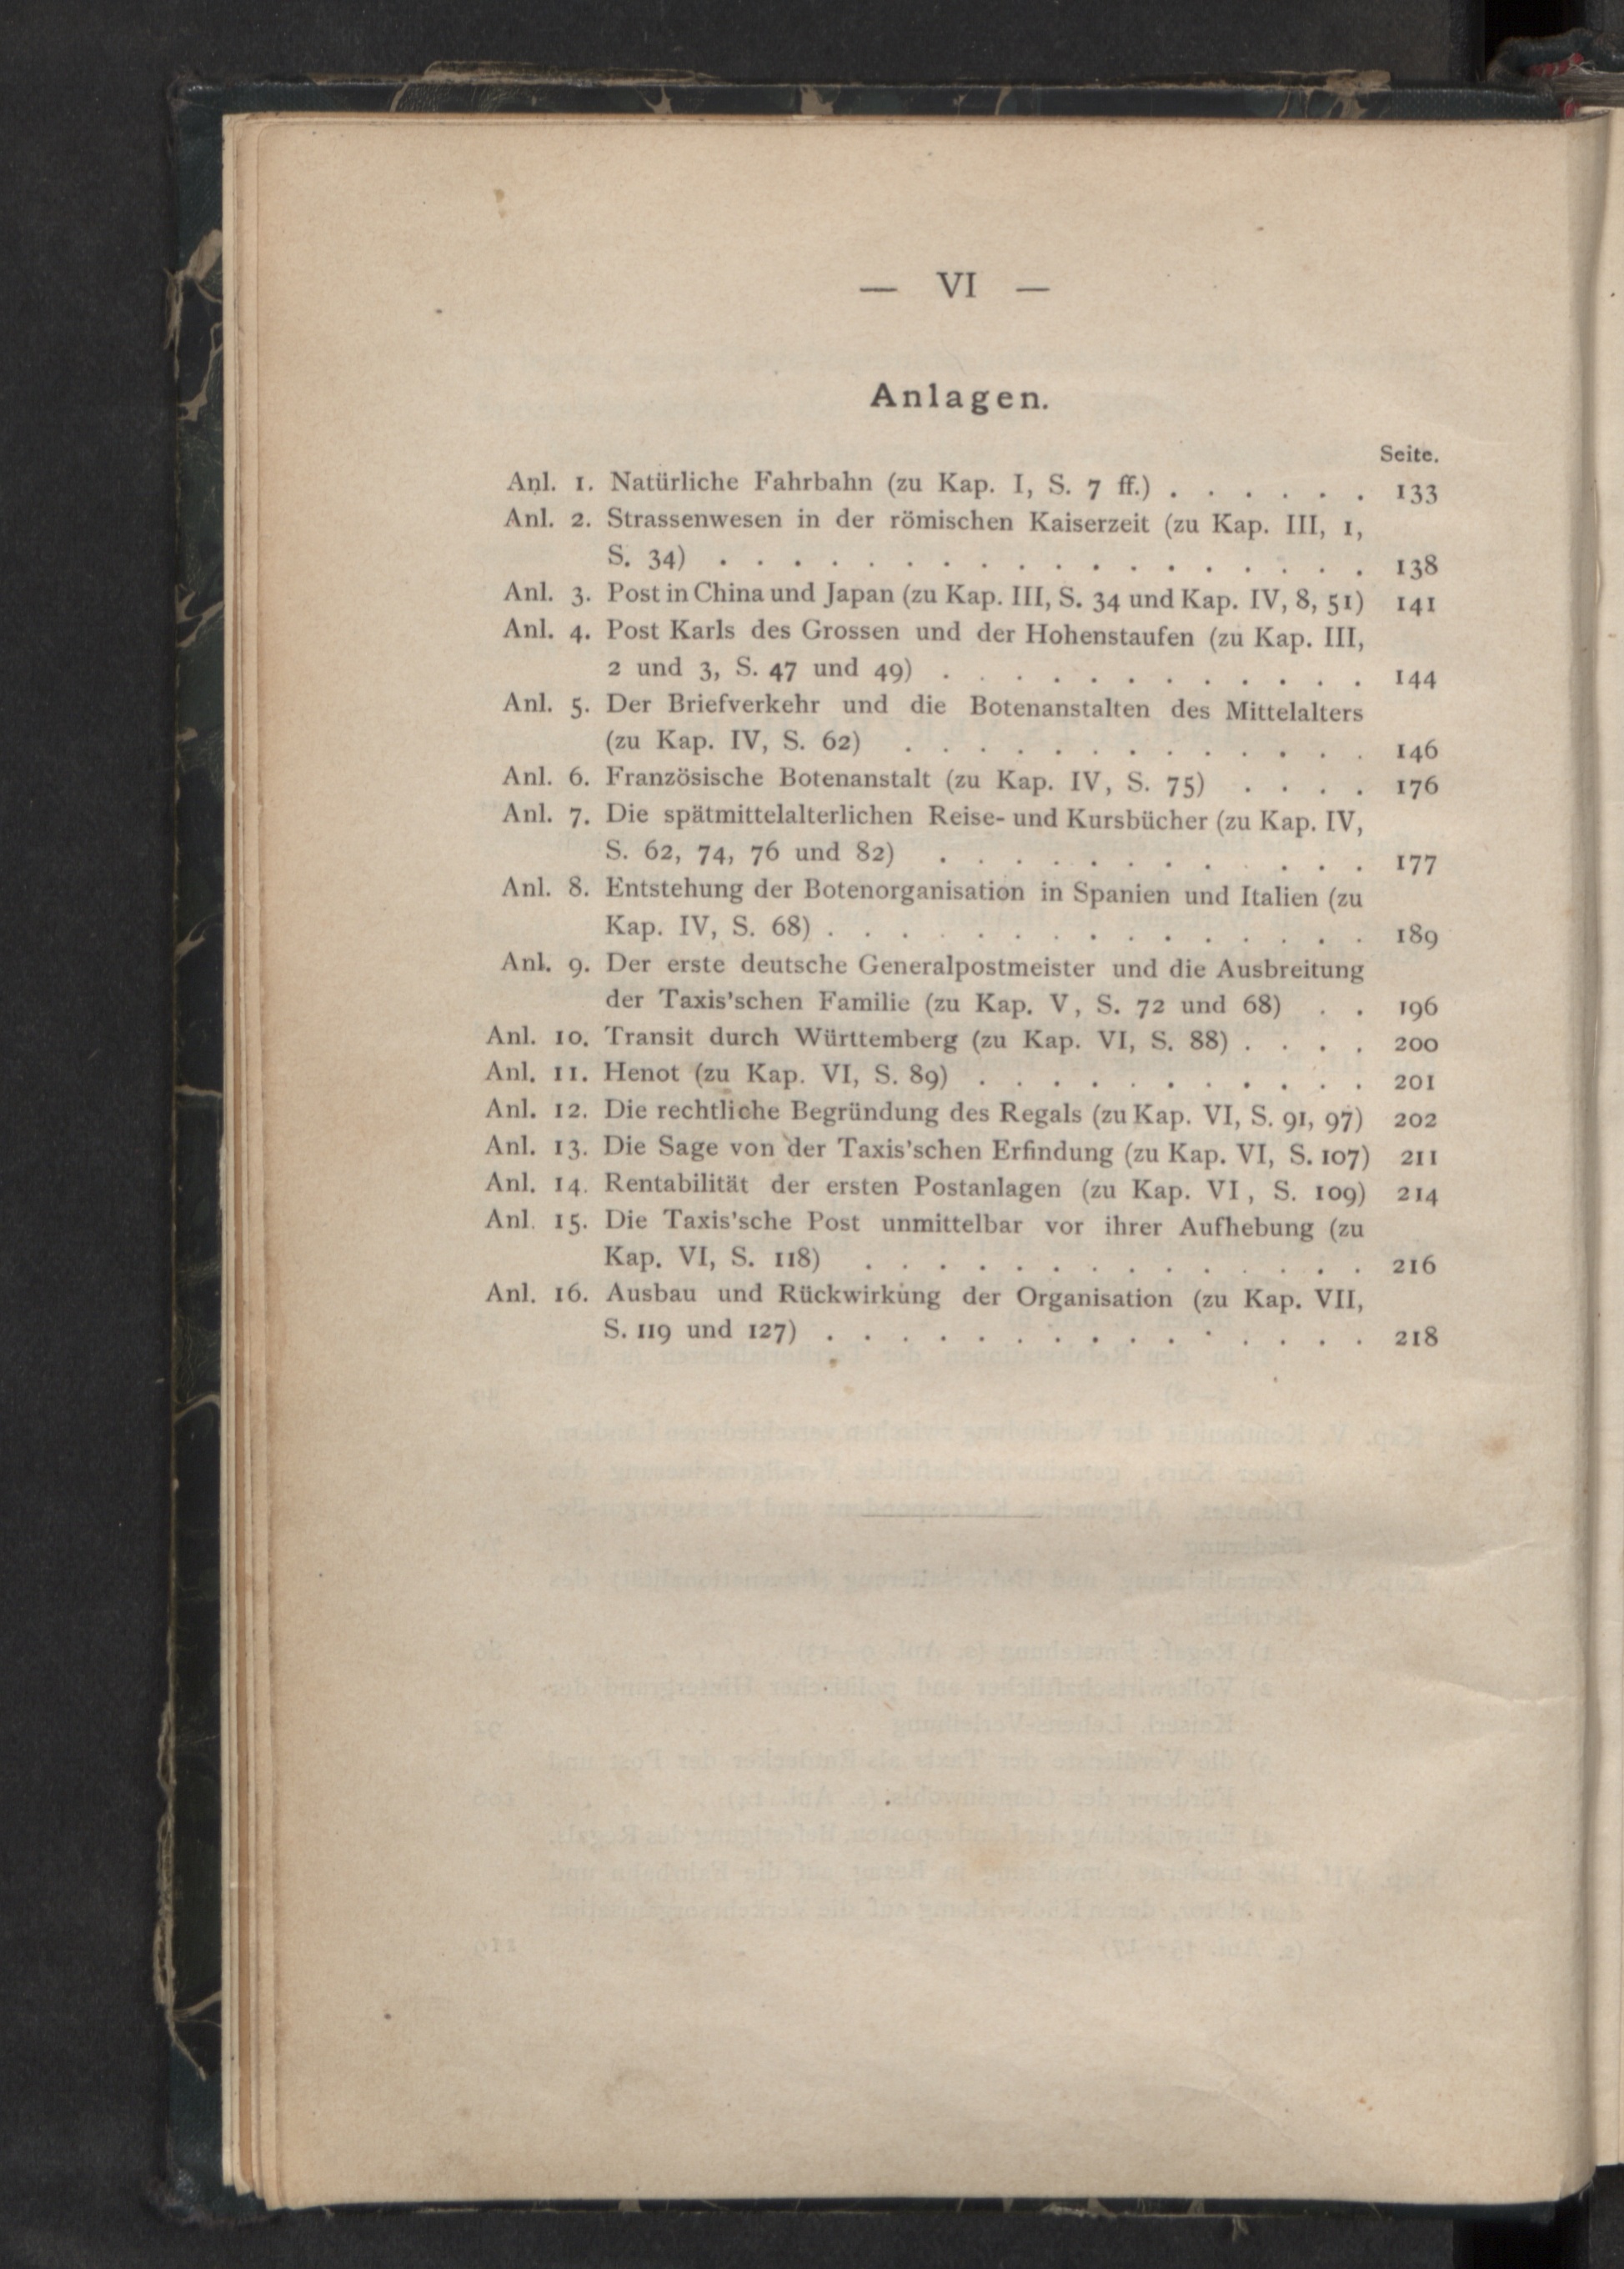 — VI —
Anlagen.
Seite.
Anl. 1. Natürliche Fahrbahn (zu Kap. I, S. 7 ff.) . . . . . . 133
Anl. 2. Strassenwesen in der römischen Kaiserzeit (zu Kap. III, 1,
S. 34) . . . . . . . . . . . . . . . . . . 138
Anl. 3. Post in China und Japan (zu Kap. III, S. 34 und Kap. IV, 8, 51) 141
Anl. 4. Post Karls des Grossen und der Hohenstaufen (zu Kap. III,
2 und 3, S. 47 und 49) . . . . . . . . . . . . 144
Anl. 5. Der Briefverkehr und die Botenanstalten des Mittelalters
(zu Kap. IV, S. 62) . . . . . . . . . . . . . 146
Anl. 6. Französische Botenanstalt (zu Kap. IV, S. 75) . . . . 176
Anl. 7. Die spätmittelalterlichen Reise- und Kursbücher (zu Kap. IV,
S. 62, 74, 76 und 82) . . . . . . . . . . . 177
Anl. 8. Entstehung der Botenorganisation in Spanien und Italien (zu
Kap. IV, S. 68) . . . . . . . . . . . . . . . 189
Anl. 9. Der erste deutsche Generalpostmeister und die Ausbreitung
der Taxis'schen Familie (zu Kap. V, S. 72 und 68) . . 196
Anl. 10. Transit durch Württemberg (zu Kap. VI, S. 88) . . . . 200
Anl. 11. Henot (zu Kap. VI, S. 89) . . . . . . . . . . . 201
Anl. 12. Die rechtliche Begründung des Regals (zu Kap. VI, S. 91, 97) 202
Anl. 13. Die Sage von der Taxis'schen Erfindung (zu Kap. VI, S. 107) 211
Anl. 14. Rentabilität der ersten Postanlagen (zu Kap. VI, S. 109) 214
Anl. 15. Die Taxis'sche Post unmittelbar vor ihrer Aufhebung (zu
Kap. VI, S. 118) . . . . . . . . . . . . . . 216
Anl. 16. Ausbau und Rückwirkung der Organisation (zu Kap. VII,
S. 119 und 127) . . . . . . . . . . . . . . . 218